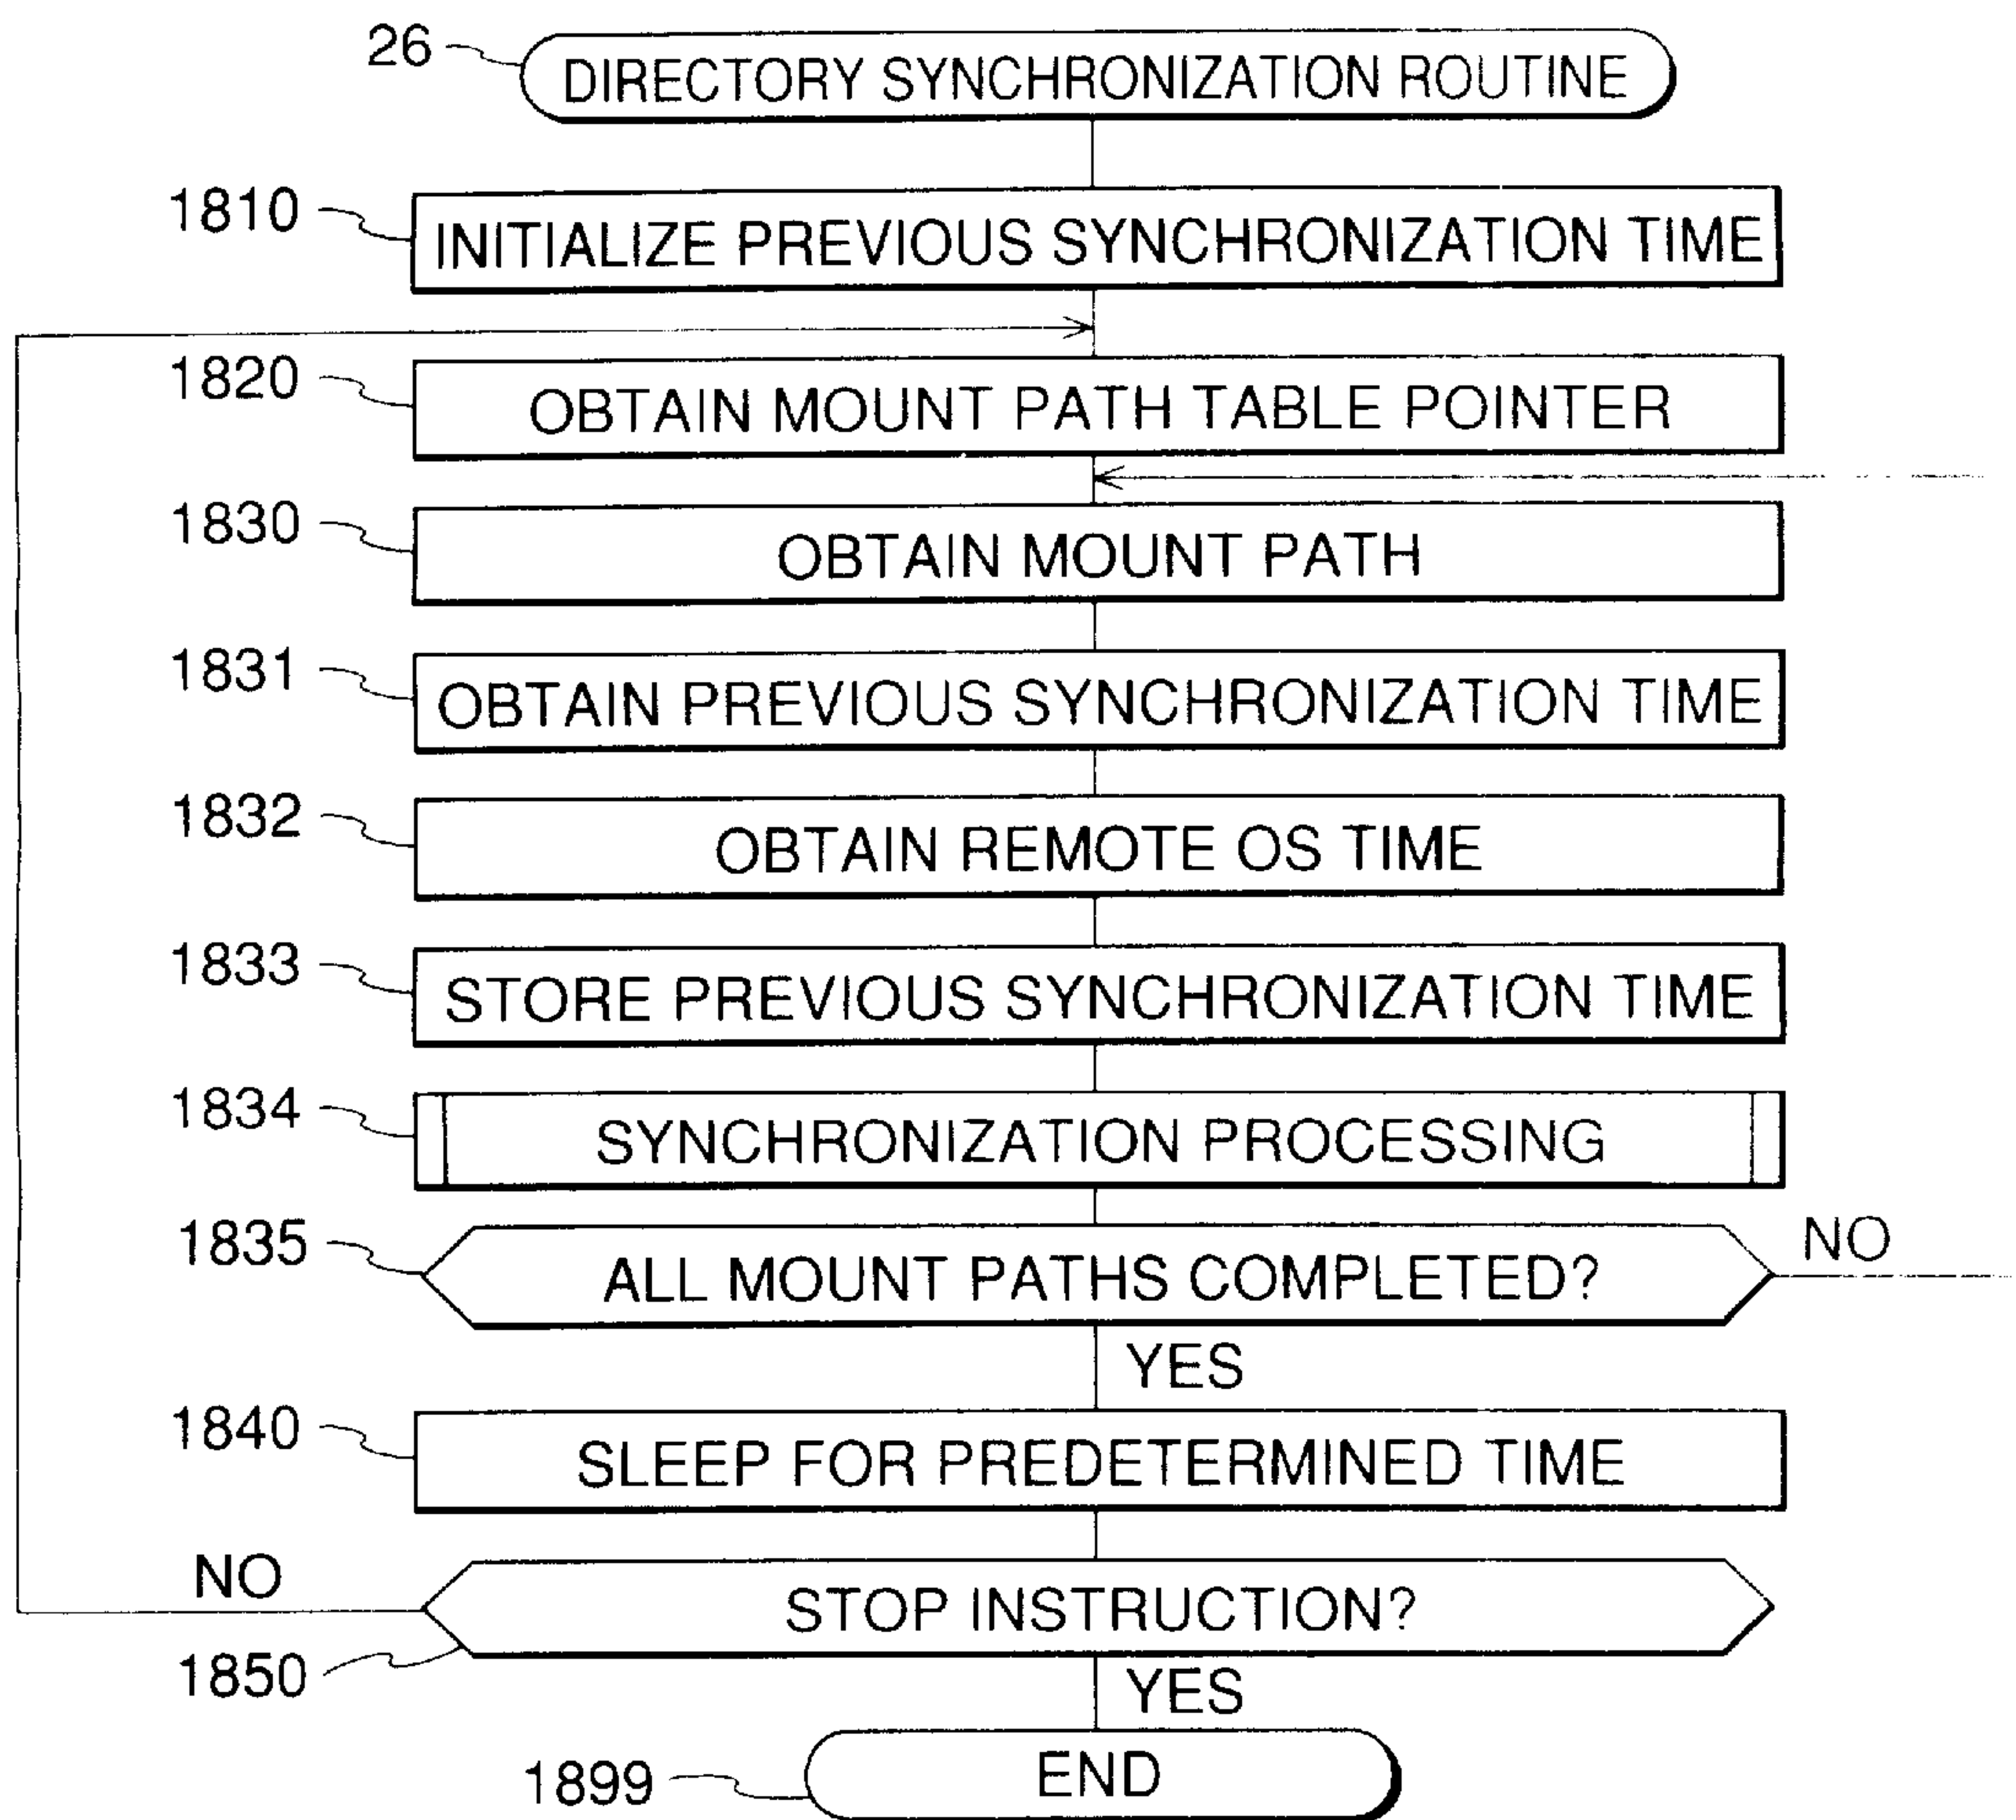 26
DIRECTORY SYNCHRONIZATION ROUTINE
1810
INITIALIZE PREVIOUS SYNCHRONIZATION TIME
1820
OBTAIN MOUNT PATH TABLE POINTER
1830
OBTAIN MOUNT PATH
1831
OBTAIN PREVIOUS SYNCHRONIZATION TIME
1832
OBTAIN REMOTE OS TIME
1833
STORE PREVIOUS SYNCHRONIZATION TIME
1834
SYNCHRONIZATION PROCESSING
1835
ALL MOUNT PATHS COMPLETED?
NO
YES
1840
SLEEP FOR PREDETERMINED TIME
NO
STOP INSTRUCTION?
1850
YES
1899
END